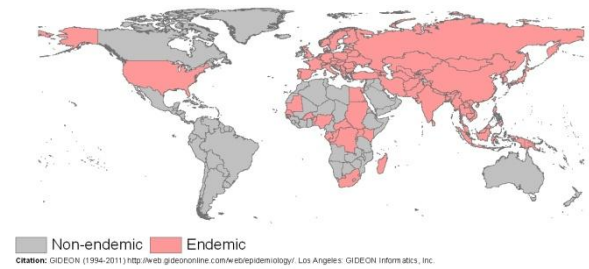 Non-endemic Endemic
Citation: GIDEON (1994-2011) http://web.gideononline.com/web/epidemiology/. Los Angeles: GIDEON Informatics, Inc.